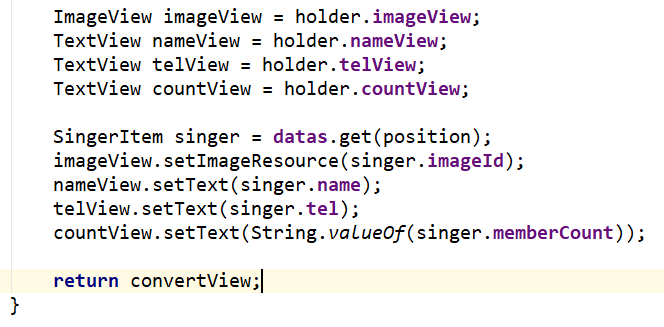 ImageView imageView = holder.imageView;
TextView nameView = holder.nameView;
TextView telView = holder.telView;
TextView countView = holder.countView;
SingerItem singer = datas.get(position);
imageView.setImageResource(singer.imageId);
nameView.setText(singer.name);
telView.setText(singer.tel);
countView.setText(String.valueOf(singer.memberCount));
return convertView;
}